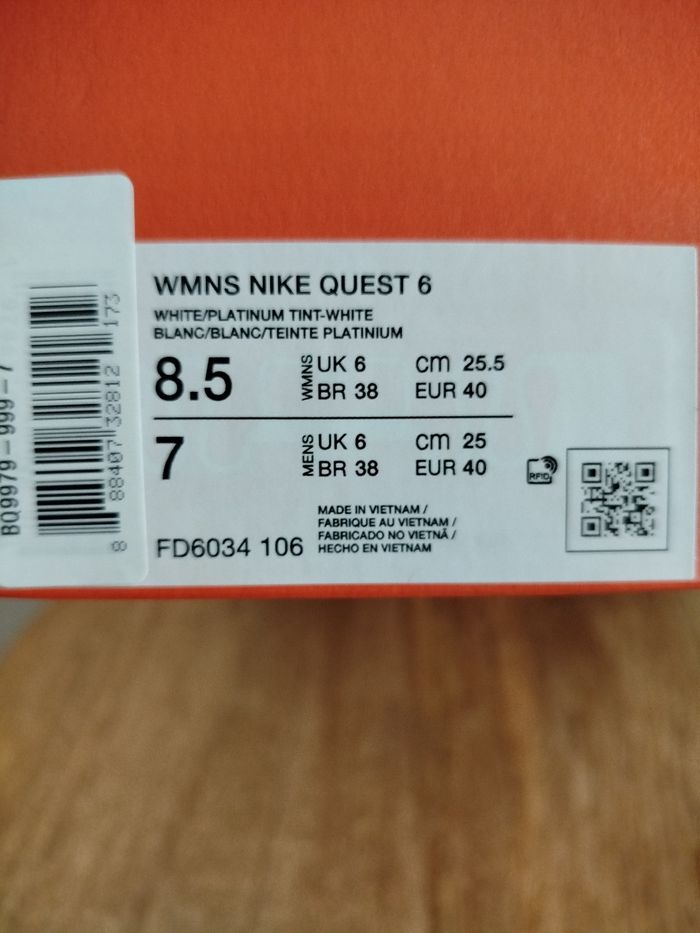 BQ9979-999-7
88407 32812 173
8
WMNS NIKE QUEST 6
WHITE/PLATINUM TINT-WHITE
BLANC/BLANC/TEINTE PLATINIUM
8.5 WMNS UK 6 cm 25.5
BR 38 EUR 40
7 MENS UK 6 cm 25
BR 38 EUR 40
RFID
FD6034 106
MADE IN VIETNAM /
FABRIQUE AU VIETNAM /
FABRICADO NO VIETNÃ /
HECHO EN VIETNAM